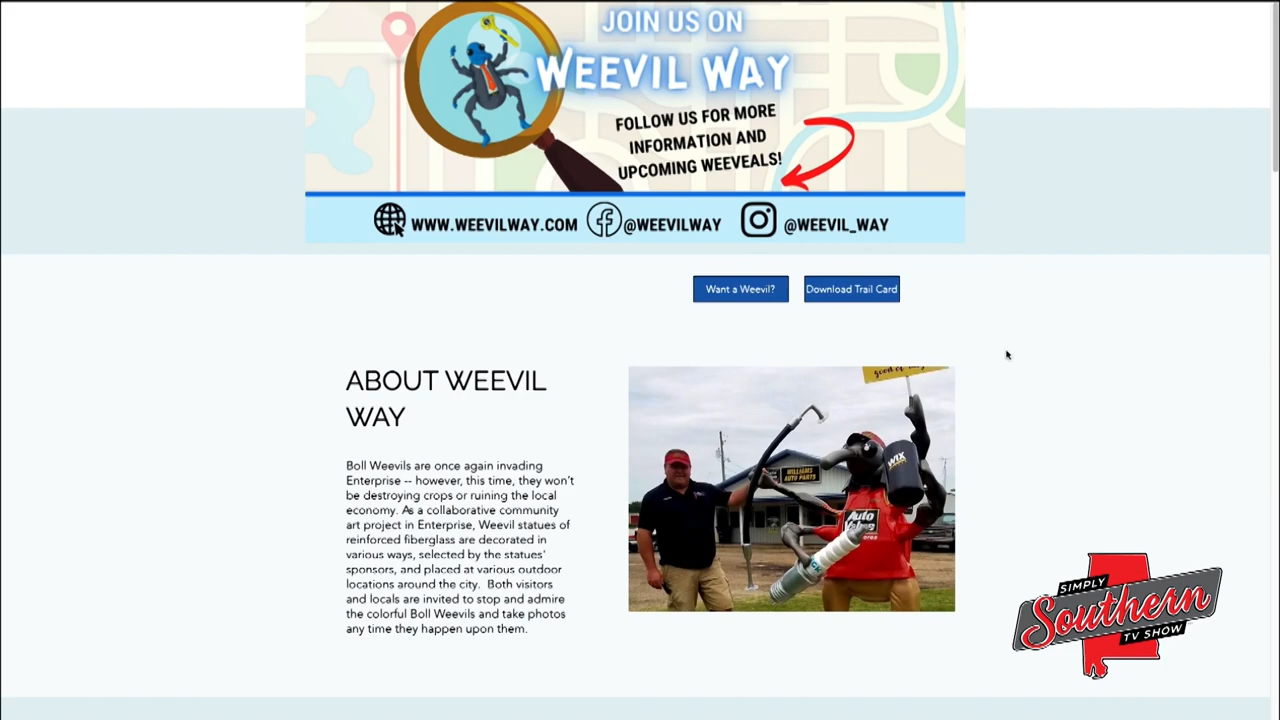 JOIN US ON
WEEVIL WAY
FOLLOW US FOR MORE
INFORMATION AND
UPCOMING WEEVEALS!
WWW.WEEVILWAY.COM @WEEVILWAY @WEEVIL_WAY
Want a Weevil? Download Trail Card
ABOUT WEEVIL
WAY
Boll Weevils are once again invading
Enterprise -- however, this time, they won't
be destroying crops or ruining the local
economy. As a collaborative community
art project in Enterprise, Weevil statues of
reinforced fiberglass are decorated in
various ways, selected by the statues'
sponsors, and placed at various outdoor
locations around the city. Both visitors
and locals are invited to stop and admire
the colorful Boll Weevils and take photos
any time they happen upon them.
good of
WIX
WILLIAMS
AUTO PARTS
Auto
Value
SIMPLY
Southern
TV SHOW